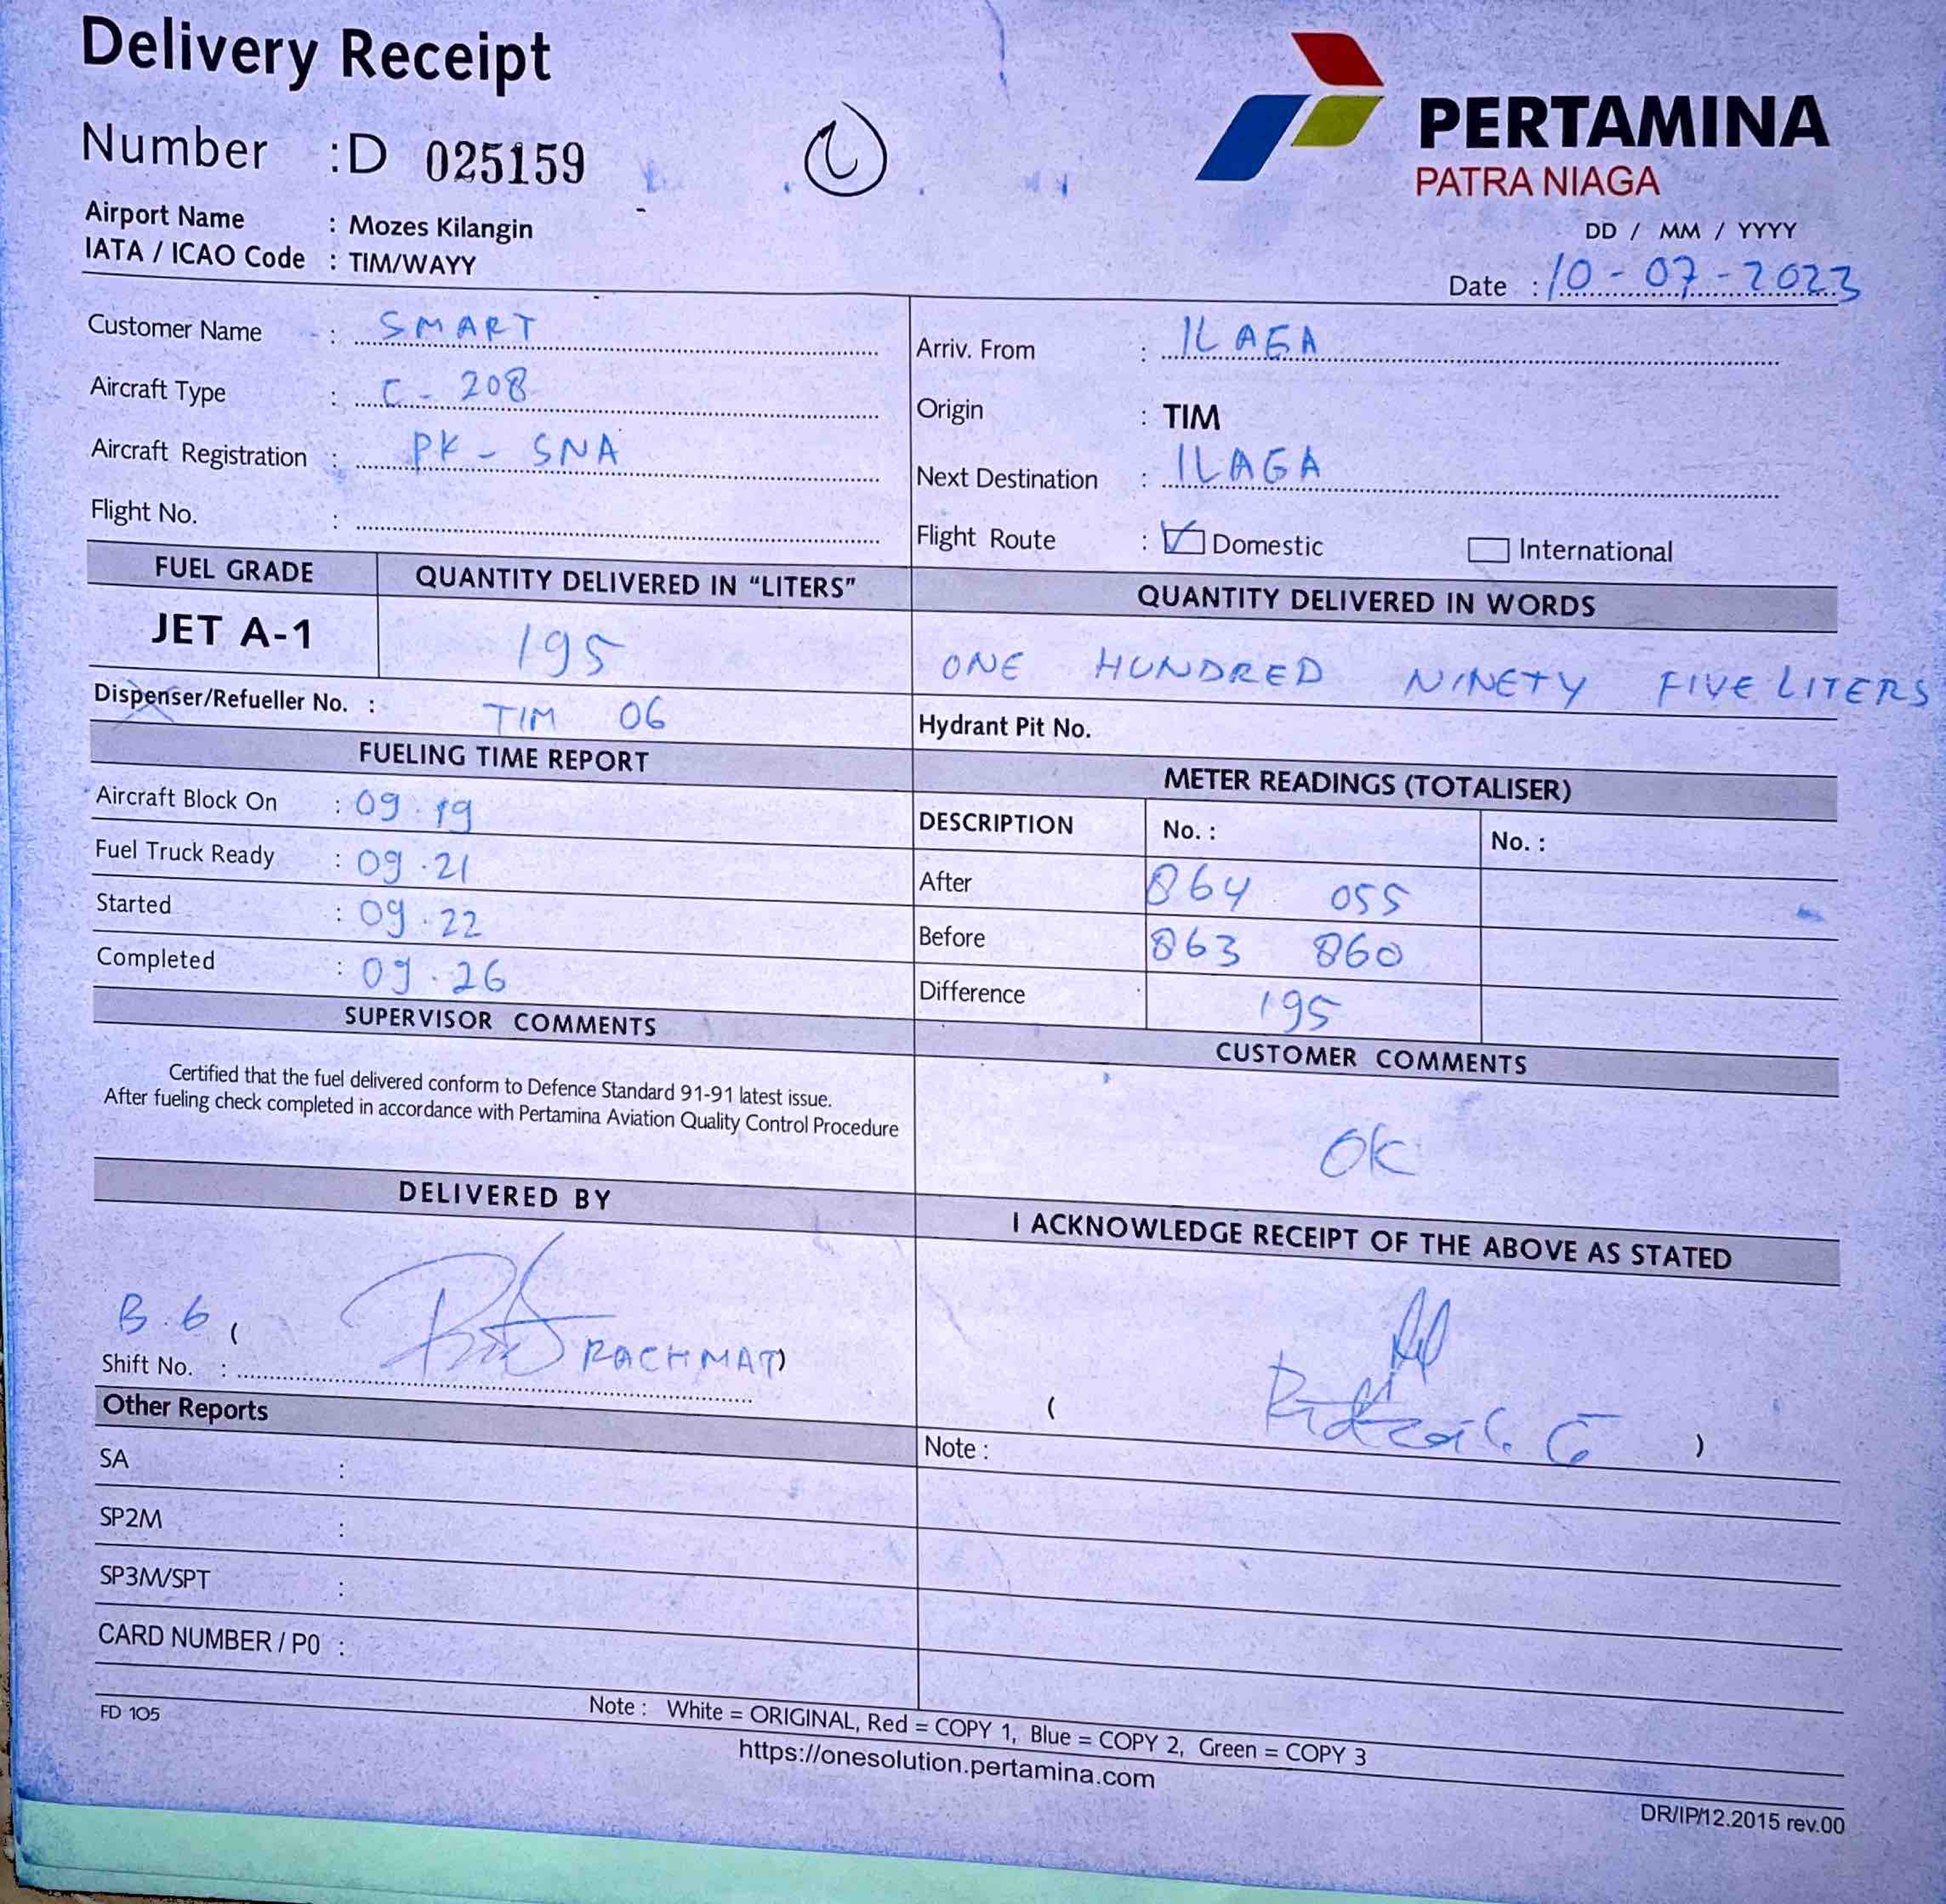 Delivery Receipt
Number : D 025159
PERTAMINA
PATRA NIAGA
Airport Name : Mozes Kilangin
IATA / ICAO Code : TIM/WAYY
DD / MM / YYYY
Date : 10 - 07 - 2023
Customer Name : SMART
Aircraft Type : C - 208
Aircraft Registration : PK - SNA
Flight No. :
Arriv. From : ILAGA
Origin : TIM
Next Destination : ILAGA
Flight Route : Domestic International
FUEL GRADE QUANTITY DELIVERED IN "LITERS" QUANTITY DELIVERED IN WORDS
JET A-1 195 ONE HUNDRED NINETY FIVE LITERS
Dispenser/Refueller No. : TIM 06
Hydrant Pit No.
FUELING TIME REPORT
Aircraft Block On : 09.19
Fuel Truck Ready : 09.21
Started : 09.22
Completed : 09.26
METER READINGS (TOTALISER)
DESCRIPTION No. : No. :
After 864 055
Before 863 860
Difference 195
SUPERVISOR COMMENTS
Certified that the fuel delivered conform to Defence Standard 91-91 latest issue.
After fueling check completed in accordance with Pertamina Aviation Quality Control Procedure
CUSTOMER COMMENTS
OK
DELIVERED BY
B.6 ( RACHMAT)
Shift No. :
I ACKNOWLEDGE RECEIPT OF THE ABOVE AS STATED
( )
Other Reports
SA :
SP2M :
SP3M/SPT :
CARD NUMBER / P0 :
Note :
FD 105
Note : White = ORIGINAL, Red = COPY 1, Blue = COPY 2, Green = COPY 3
https://onesolution.pertamina.com
DR/IP/12.2015 rev.00